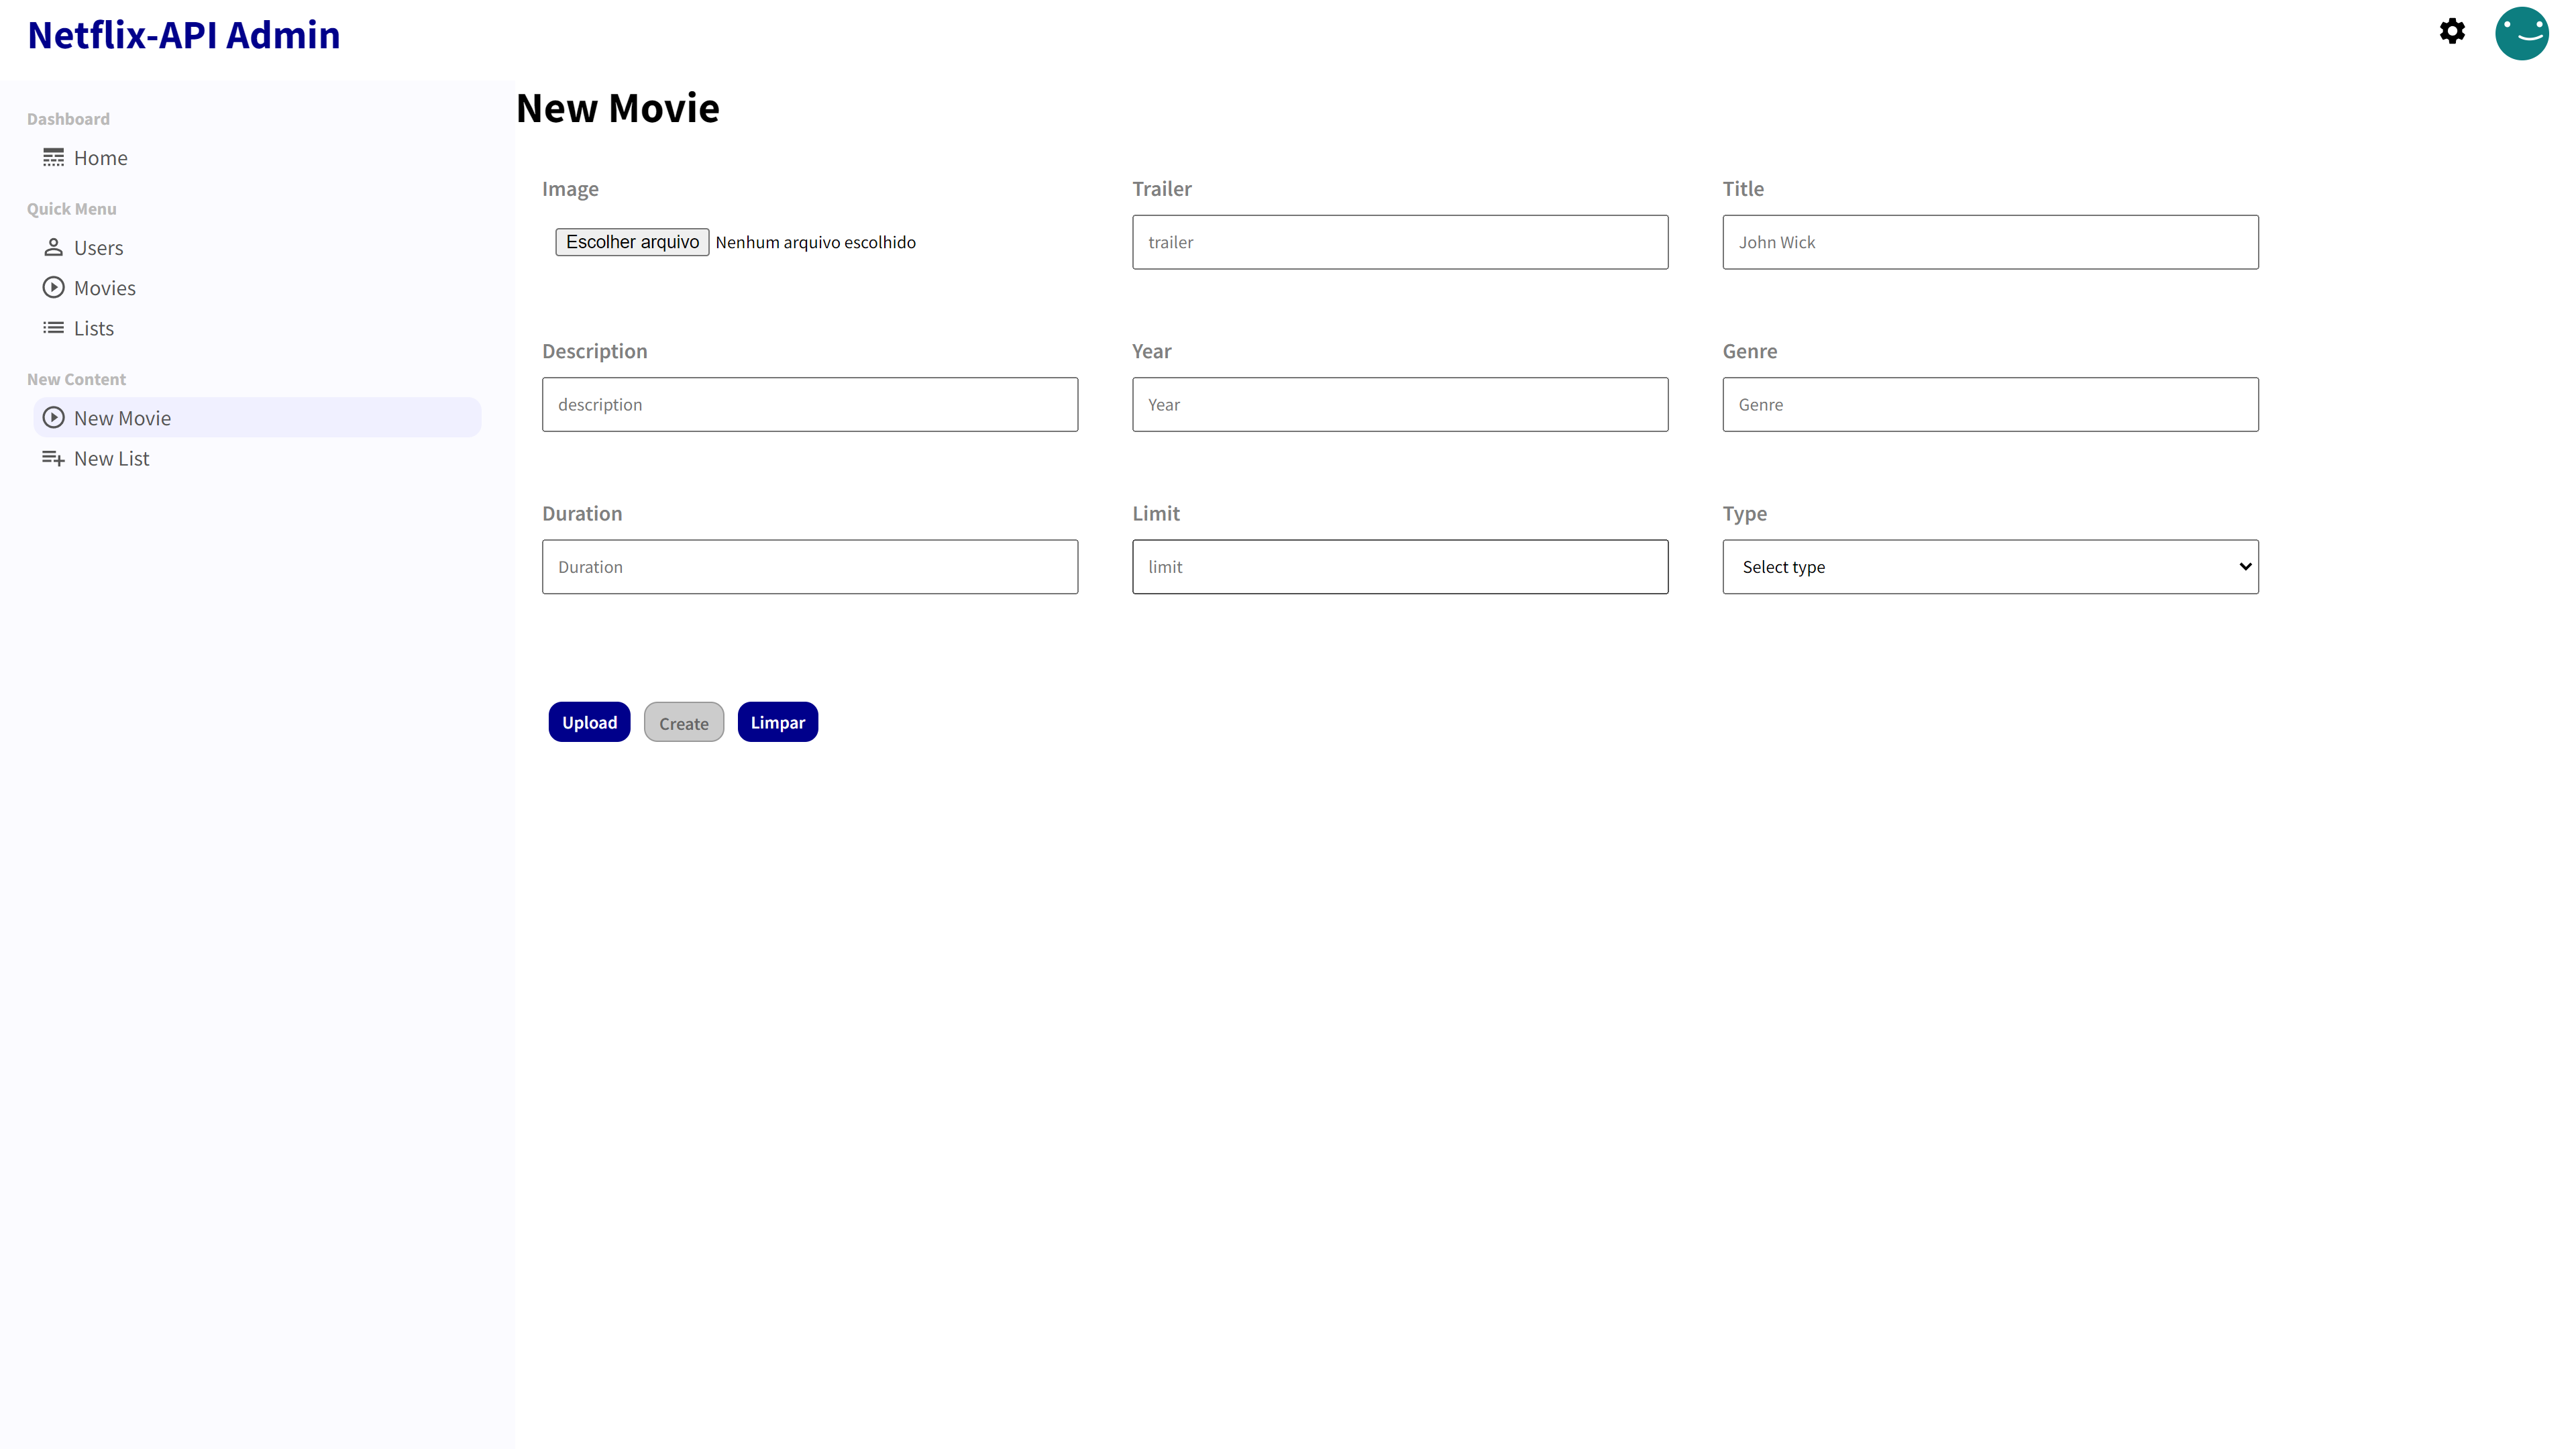 Netflix-API Admin
Dashboard
Home
Quick Menu
Users
Movies
Lists
New Content
New Movie
New List
New Movie
Image
Escolher arquivo Nenhum arquivo escolhido
Trailer
trailer
Title
John Wick
Description
description
Year
Year
Genre
Genre
Duration
Duration
Limit
limit
Type
Select type
Upload
Create
Limpar